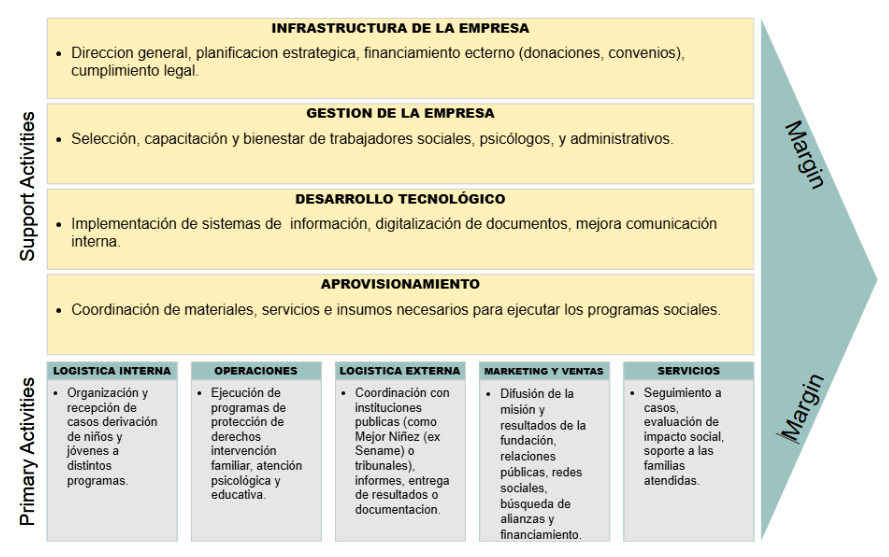 INFRASTRUCTURA DE LA EMPRESA
• Direccion general, planificacion estrategica, financiamiento ecterno (donaciones, convenios),
cumplimiento legal.
GESTION DE LA EMPRESA
• Selección, capacitación y bienestar de trabajadores sociales, psicólogos, y administrativos.
DESARROLLO TECNOLÓGICO
• Implementación de sistemas de información, digitalización de documentos, mejora comunicación
interna.
APROVISIONAMIENTO
• Coordinación de materiales, servicios e insumos necesarios para ejecutar los programas sociales.
Support Activities
Margin
LOGISTICA INTERNA
• Organización y
recepción de
casos derivación
de niños y
jóvenes a
distintos
programas.
OPERACIONES
• Ejecución de
programas de
protección de
derechos
intervención
familiar, atención
psicológica y
educativa.
LOGISTICA EXTERNA
• Coordinación con
instituciones
publicas (como
Mejor Niñez (ex
Sename) o
tribunales),
informes, entrega
de resultados o
documentacion.
MARKETING Y VENTAS
• Difusión de la
misión y
resultados de la
fundación,
relaciones
públicas, redes
sociales,
búsqueda de
alianzas y
financiamiento.
SERVICIOS
• Seguimiento a
casos,
evaluación de
impacto social,
soporte a las
familias
atendidas.
Primary Activities
Margin